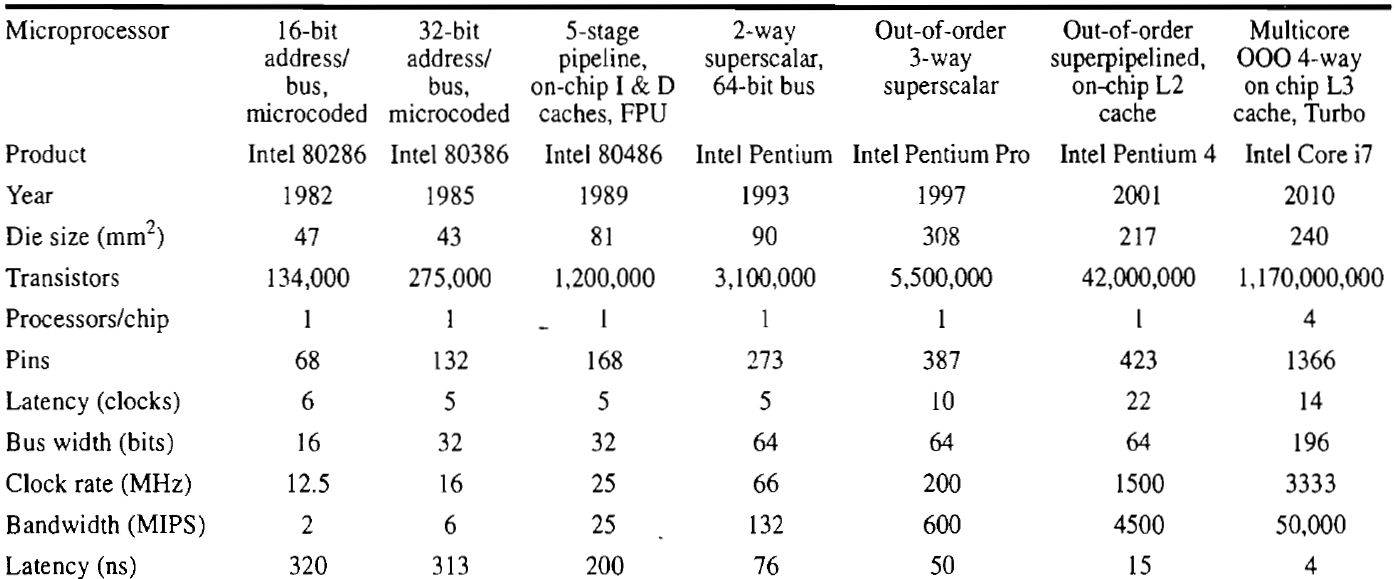 Microprocessor 16-bit 32-bit 5-stage 2-way Out-of-order Out-of-order Multicore
address/ address/ pipeline, superscalar, 3-way superpipelined, OOO 4-way
bus, bus, on-chip I & D 64-bit bus superscalar on-chip L2 on chip L3
microcoded microcoded caches, FPU cache cache, Turbo
Product Intel 80286 Intel 80386 Intel 80486 Intel Pentium Intel Pentium Pro Intel Pentium 4 Intel Core i7
Year 1982 1985 1989 1993 1997 2001 2010
Die size (mm²) 47 43 81 90 308 217 240
Transistors 134,000 275,000 1,200,000 3,100,000 5,500,000 42,000,000 1,170,000,000
Processors/chip 1 1 1 1 1 1 4
Pins 68 132 168 273 387 423 1366
Latency (clocks) 6 5 5 5 10 22 14
Bus width (bits) 16 32 32 64 64 64 196
Clock rate (MHz) 12.5 16 25 66 200 1500 3333
Bandwidth (MIPS) 2 6 25 132 600 4500 50,000
Latency (ns) 320 313 200 76 50 15 4